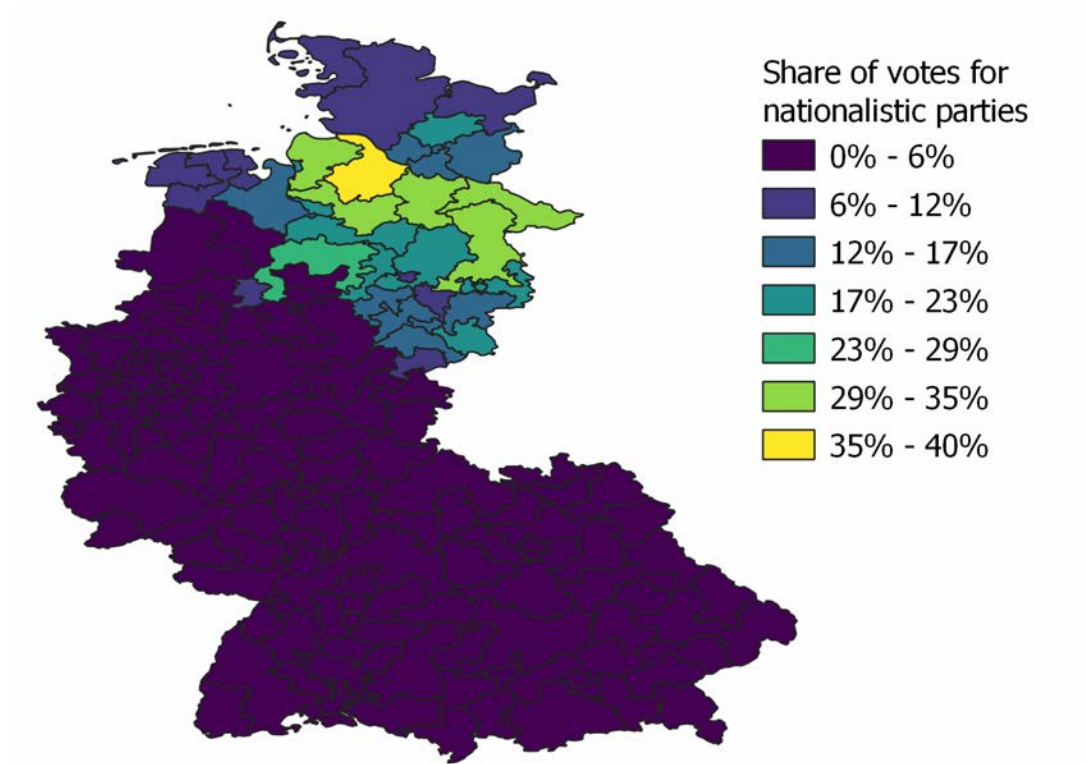 Share of votes for
nationalistic parties
0% - 6%
6% - 12%
12% - 17%
17% - 23%
23% - 29%
29% - 35%
35% - 40%